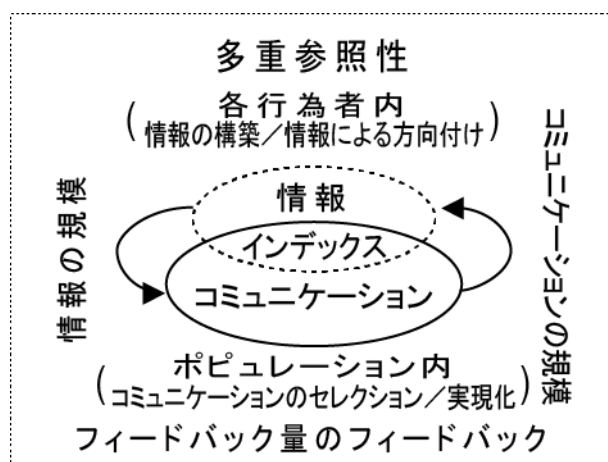 多重参照性
各行為者内
(情報の構築／情報による方向付け)
情報の規模
情報
インデックス
コミュニケーション
コミュニケーションの規模
ポピュレーション内
(コミュニケーションのセレクション／実現化)
フィードバック量のフィードバック